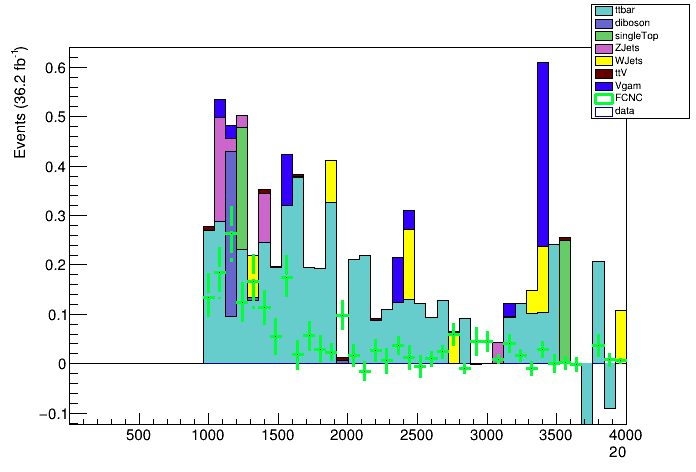 ttbar
diboson
singleTop
ZJets
WJets
ttV
Vgam
FCNC
data
Events (36.2 fb⁻¹)
0.6
0.5
0.4
0.3
0.2
0.1
0
−0.1
500 1000 1500 2000 2500 3000 3500 4000
20